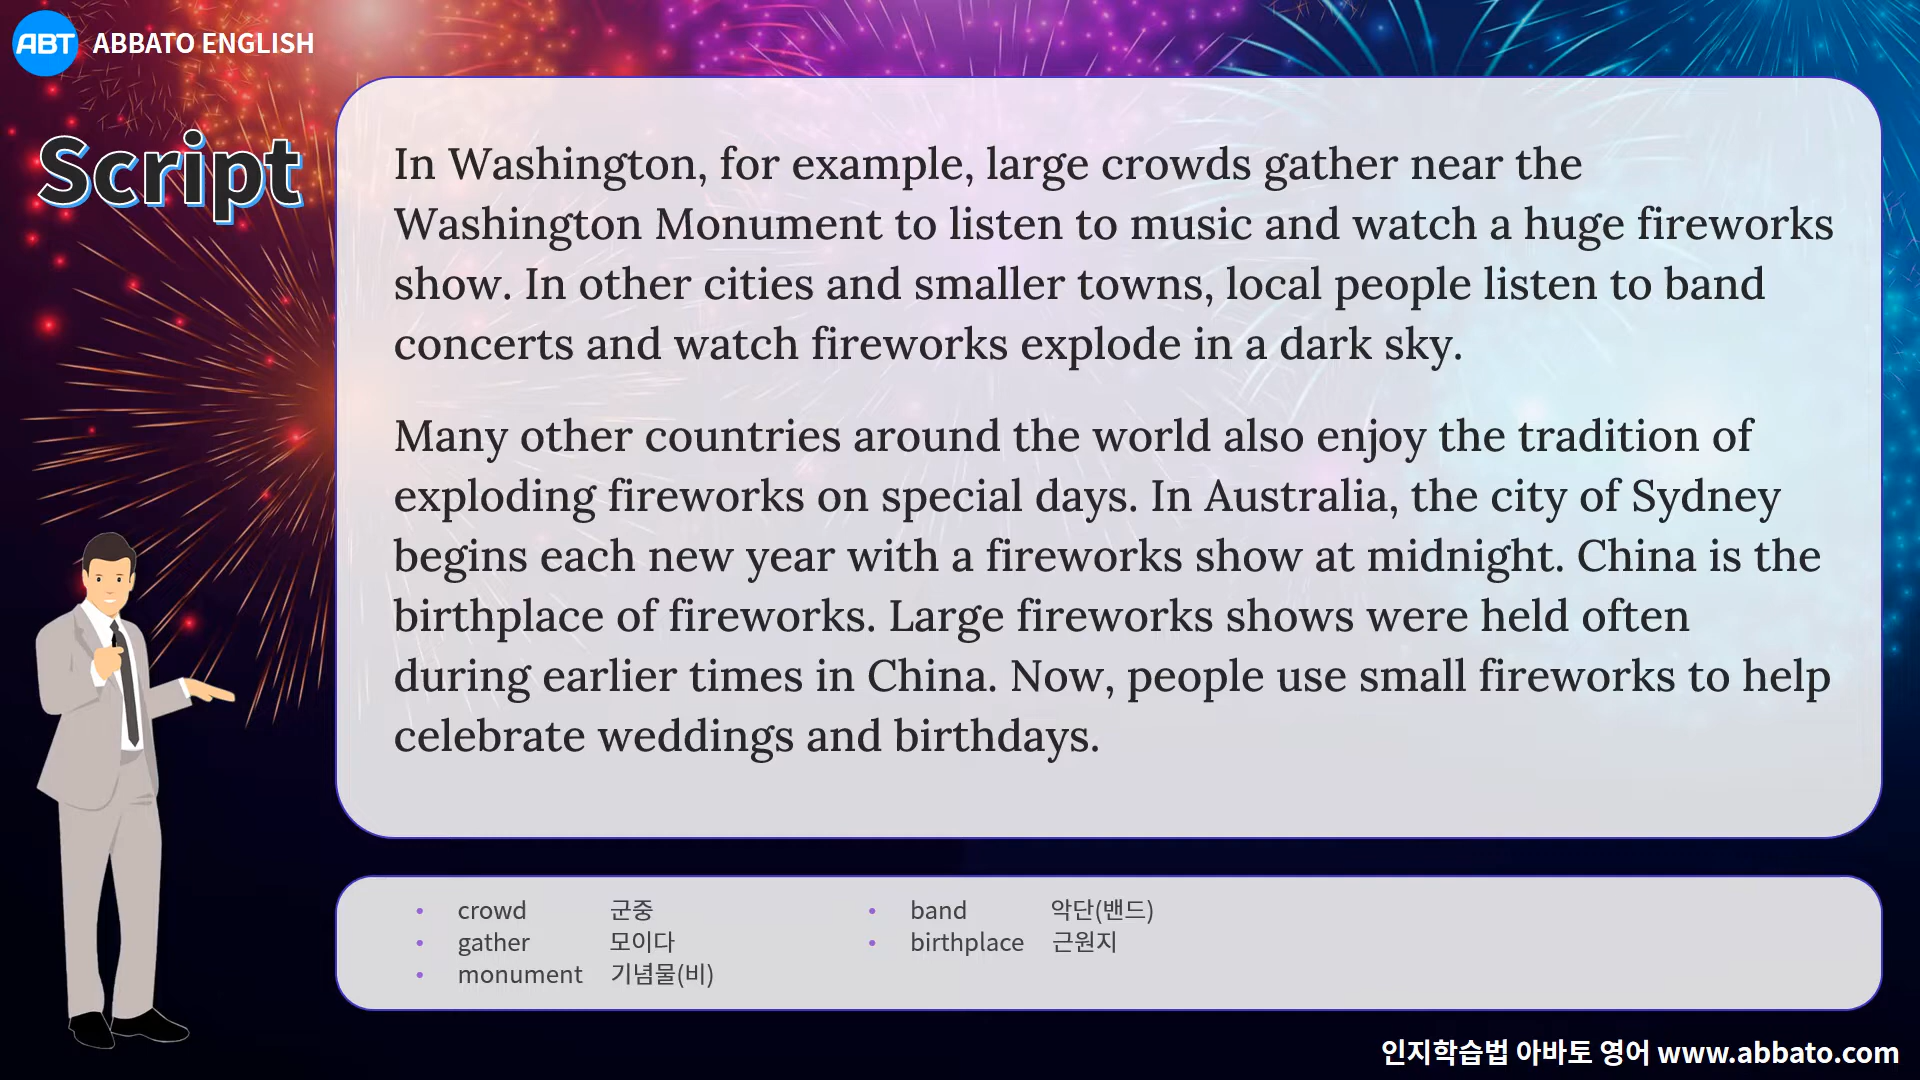 ABT ABBATO ENGLISH
Script
In Washington, for example, large crowds gather near the
Washington Monument to listen to music and watch a huge fireworks
show. In other cities and smaller towns, local people listen to band
concerts and watch fireworks explode in a dark sky.
Many other countries around the world also enjoy the tradition of
exploding fireworks on special days. In Australia, the city of Sydney
begins each new year with a fireworks show at midnight. China is the
birthplace of fireworks. Large fireworks shows were held often
during earlier times in China. Now, people use small fireworks to help
celebrate weddings and birthdays.
• crowd 군중
• gather 모이다
• monument 기념물(비)
• band 악단(밴드)
• birthplace 근원지
인지학습법 아바토 영어 www.abbato.com